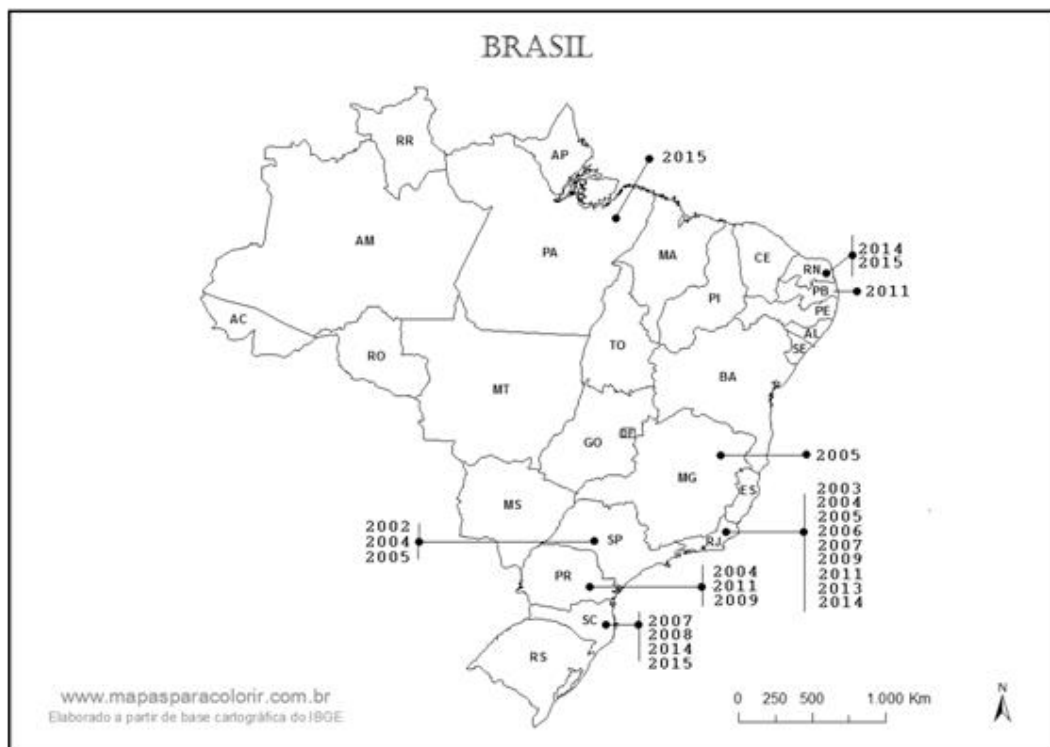 BRASIL
RR
AP
2015
AM
PA
MA
CE
RN
2014
2015
PB
2011
PI
PE
AC
AL
SE
TO
RO
BA
MT
DF
GO
2005
MG
ES
MS
2003
2004
2005
2006
2007
2009
2011
2013
2014
2002
2004
2005
SP
RJ
PR
2004
2011
2009
SC
2007
2008
2014
2015
RS
www.mapasparacolorir.com.br
Elaborado a partir de base cartográfica do IBGE
0 250 500 1.000 Km
N